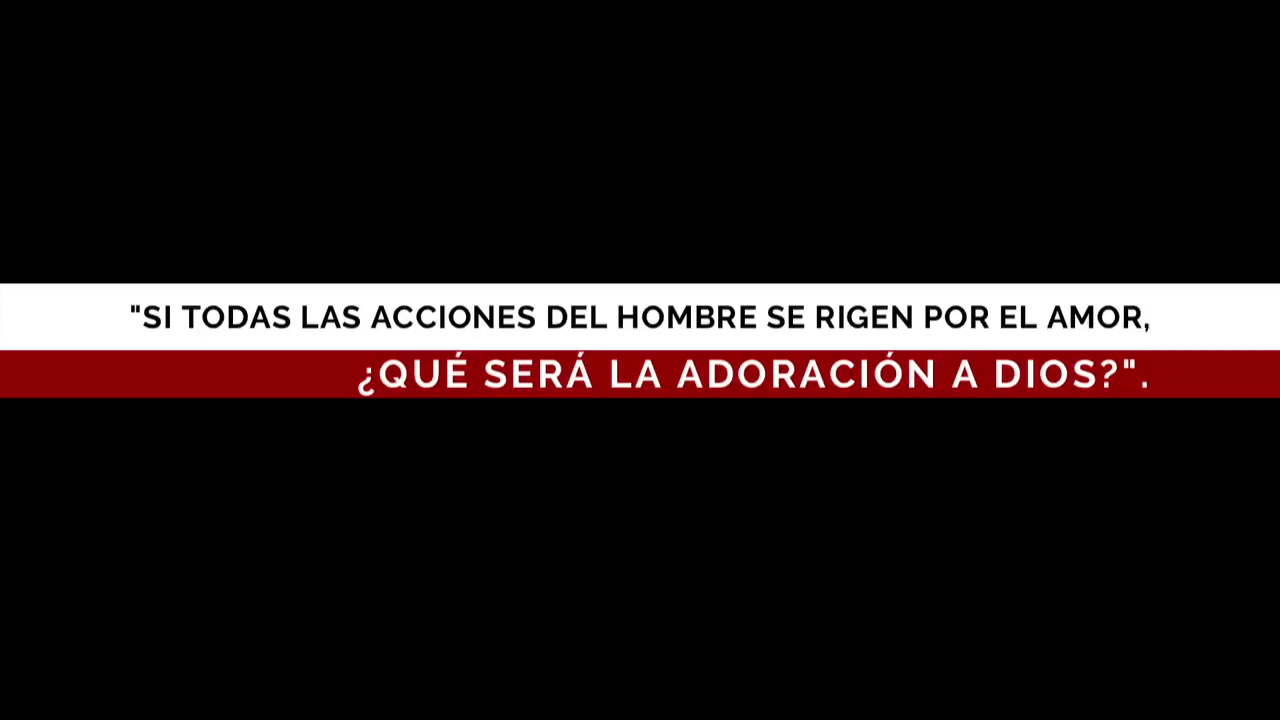 "SI TODAS LAS ACCIONES DEL HOMBRE SE RIGEN POR EL AMOR,
¿QUÉ SERÁ LA ADORACIÓN A DIOS?".